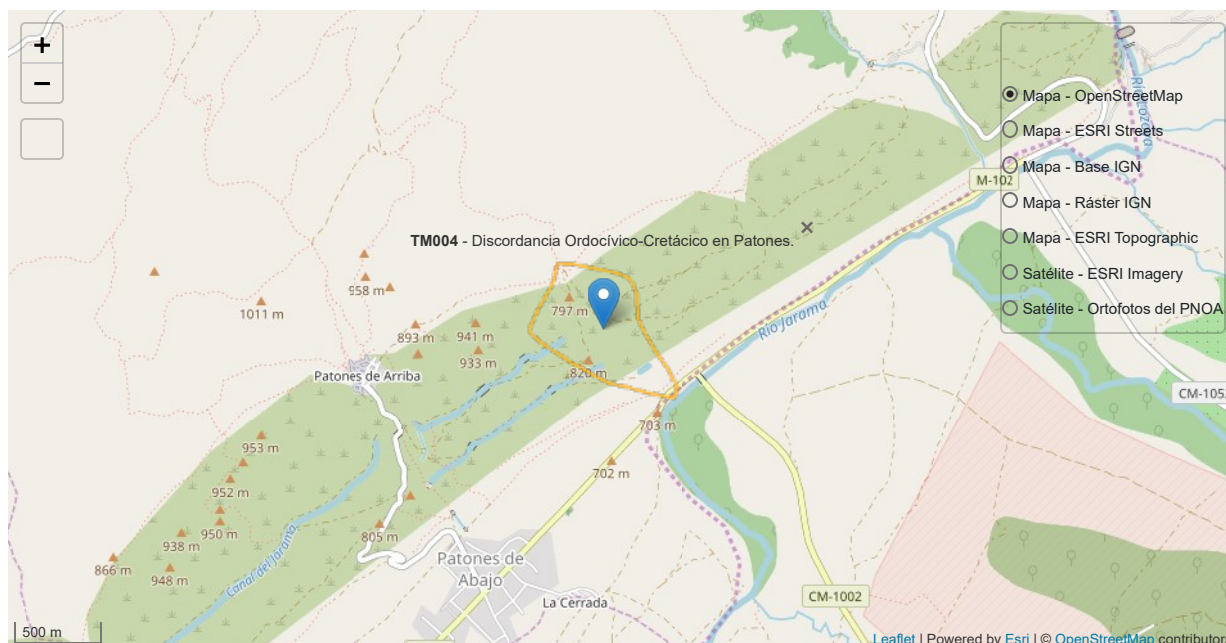 +
−
Mapa - OpenStreetMap
Mapa - ESRI Streets
Mapa - Base IGN
Mapa - Ráster IGN
Mapa - ESRI Topographic
Satélite - ESRI Imagery
Satélite - Ortofotos del PNOA
Río Lozoya
M-102
TM004 - Discordancia Ordocívico-Cretácico en Patones.
×
958 m
1011 m
797 m
893 m
941 m
933 m
820 m
Río Jarama
Patones de Arriba
CM-105
703 m
953 m
702 m
952 m
950 m
938 m
805 m
866 m
948 m
Canal del Jarama
Patones de
Abajo
La Cerrada
CM-1002
500 m
Leaflet | Powered by Esri | © OpenStreetMap contributor